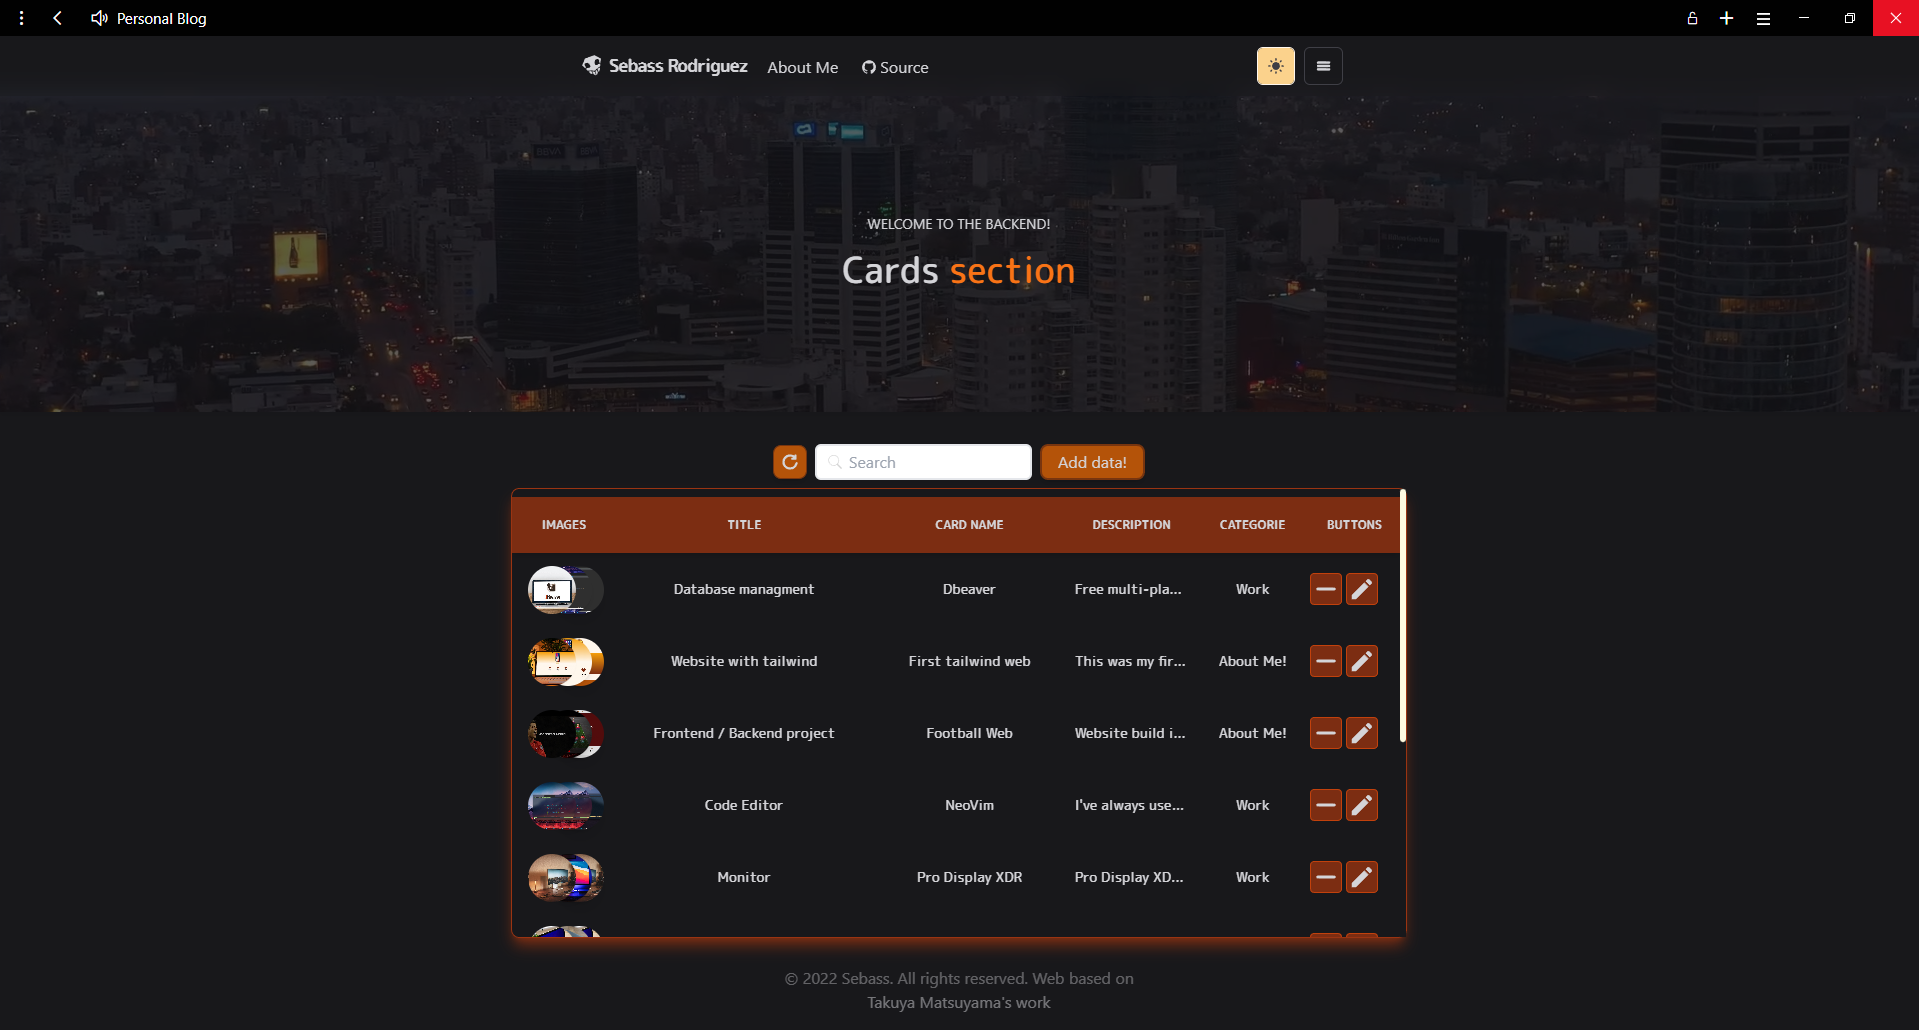 Personal Blog
Sebass Rodriguez About Me Source
BBVA BBVA
WELCOME TO THE BACKEND!
Cards section
Search Add data!
IMAGES TITLE CARD NAME DESCRIPTION CATEGORIE BUTTONS
Database managment Dbeaver Free multi-pla... Work
Website with tailwind First tailwind web This was my fir... About Me!
Frontend / Backend project Football Web Website build i... About Me!
Code Editor NeoVim I've always use... Work
Monitor Pro Display XDR Pro Display XD... Work
© 2022 Sebass. All rights reserved. Web based on
Takuya Matsuyama's work